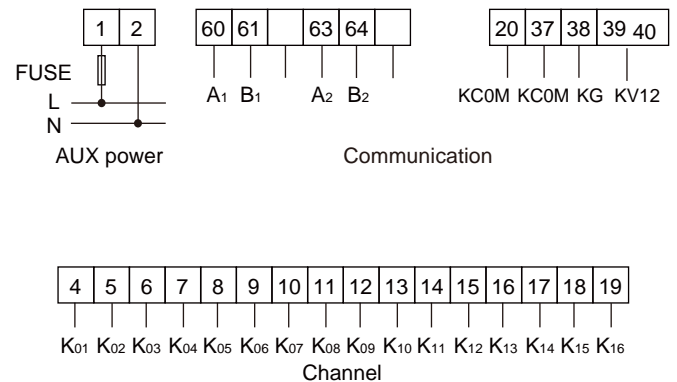 1 2
60 61 63 64
20 37 38 39 40
FUSE
A1 B1 A2 B2
KC0M KC0M KG KV12
L
N
AUX power
Communication
4 5 6 7 8 9 10 11 12 13 14 15 16 17 18 19
K01 K02 K03 K04 K05 K06 K07 K08 K09 K10 K11 K12 K13 K14 K15 K16
Channel